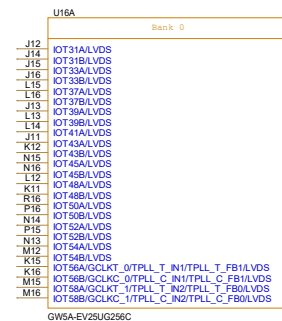 U16A
Bank 0
J12 IOT31A/LVDS
J14 IOT31B/LVDS
J15 IOT33A/LVDS
J16 IOT33B/LVDS
L15 IOT37A/LVDS
L16 IOT37B/LVDS
J13 IOT39A/LVDS
L13 IOT39B/LVDS
L14 IOT41A/LVDS
J11 IOT43A/LVDS
K12 IOT43B/LVDS
N15 IOT45A/LVDS
N16 IOT45B/LVDS
L12 IOT48A/LVDS
K11 IOT48B/LVDS
R16 IOT50A/LVDS
P16 IOT50B/LVDS
N14 IOT52A/LVDS
P15 IOT52B/LVDS
N13 IOT54A/LVDS
M12 IOT54B/LVDS
K15 IOT56A/GCLKT_0/TPLL_T_IN1/TPLL_T_FB1/LVDS
K16 IOT56B/GCLKC_0/TPLL_C_IN1/TPLL_C_FB1/LVDS
M15 IOT58A/GCLKT_1/TPLL_T_IN2/TPLL_T_FB0/LVDS
M16 IOT58B/GCLKC_1/TPLL_C_IN2/TPLL_C_FB0/LVDS
GW5A-EV25UG256C